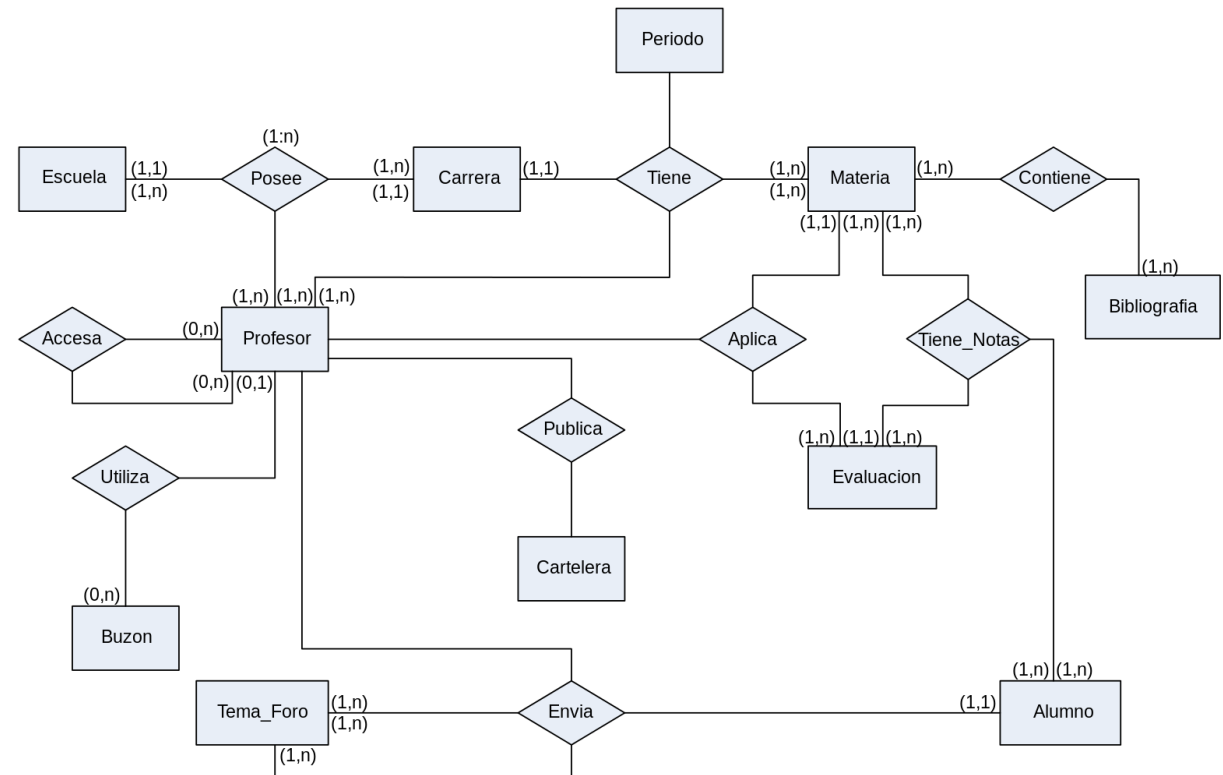 Periodo
(1:n)
Escuela
(1,1)
(1,n)
Posee
(1,n)
(1,1)
Carrera
(1,1)
Tiene
(1,n)
(1,n)
Materia
(1,n)
Contiene
(1,1)
(1,n)
(1,n)
(1,n)
Bibliografia
(1,n)
(1,n)
(1,n)
Accesa
(0,n)
Profesor
Aplica
Tiene_Notas
(0,n)
(0,1)
Publica
(1,n)
(1,1)
(1,n)
Evaluacion
Utiliza
Cartelera
(0,n)
Buzon
(1,n)
(1,n)
Tema_Foro
(1,n)
(1,n)
Envia
(1,1)
Alumno
(1,n)